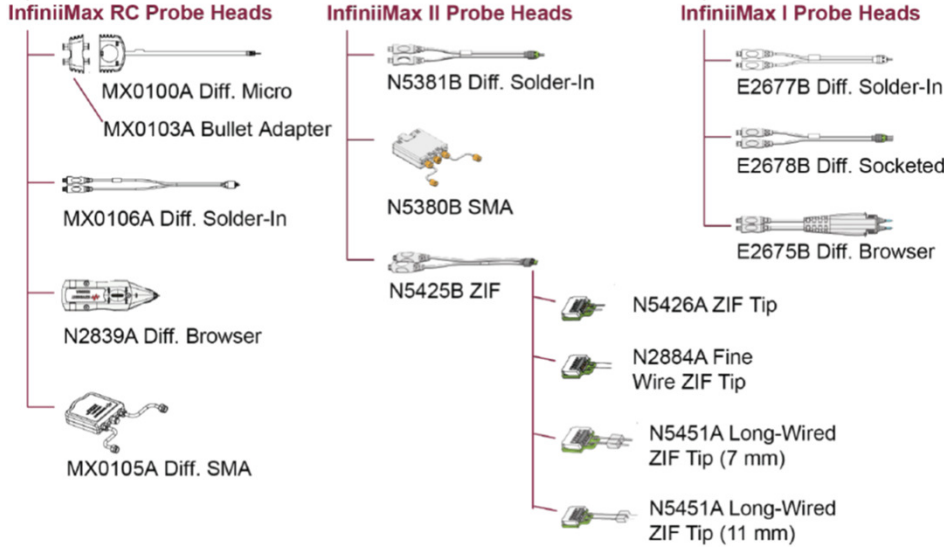 InfiniiMax RC Probe Heads
MX0100A Diff. Micro
MX0103A Bullet Adapter
MX0106A Diff. Solder-In
N2839A Diff. Browser
MX0105A Diff. SMA
InfiniiMax II Probe Heads
N5381B Diff. Solder-In
N5380B SMA
N5425B ZIF
N5426A ZIF Tip
N2884A Fine
Wire ZIF Tip
N5451A Long-Wired
ZIF Tip (7 mm)
N5451A Long-Wired
ZIF Tip (11 mm)
InfiniiMax I Probe Heads
E2677B Diff. Solder-In
E2678B Diff. Socketed
E2675B Diff. Browser